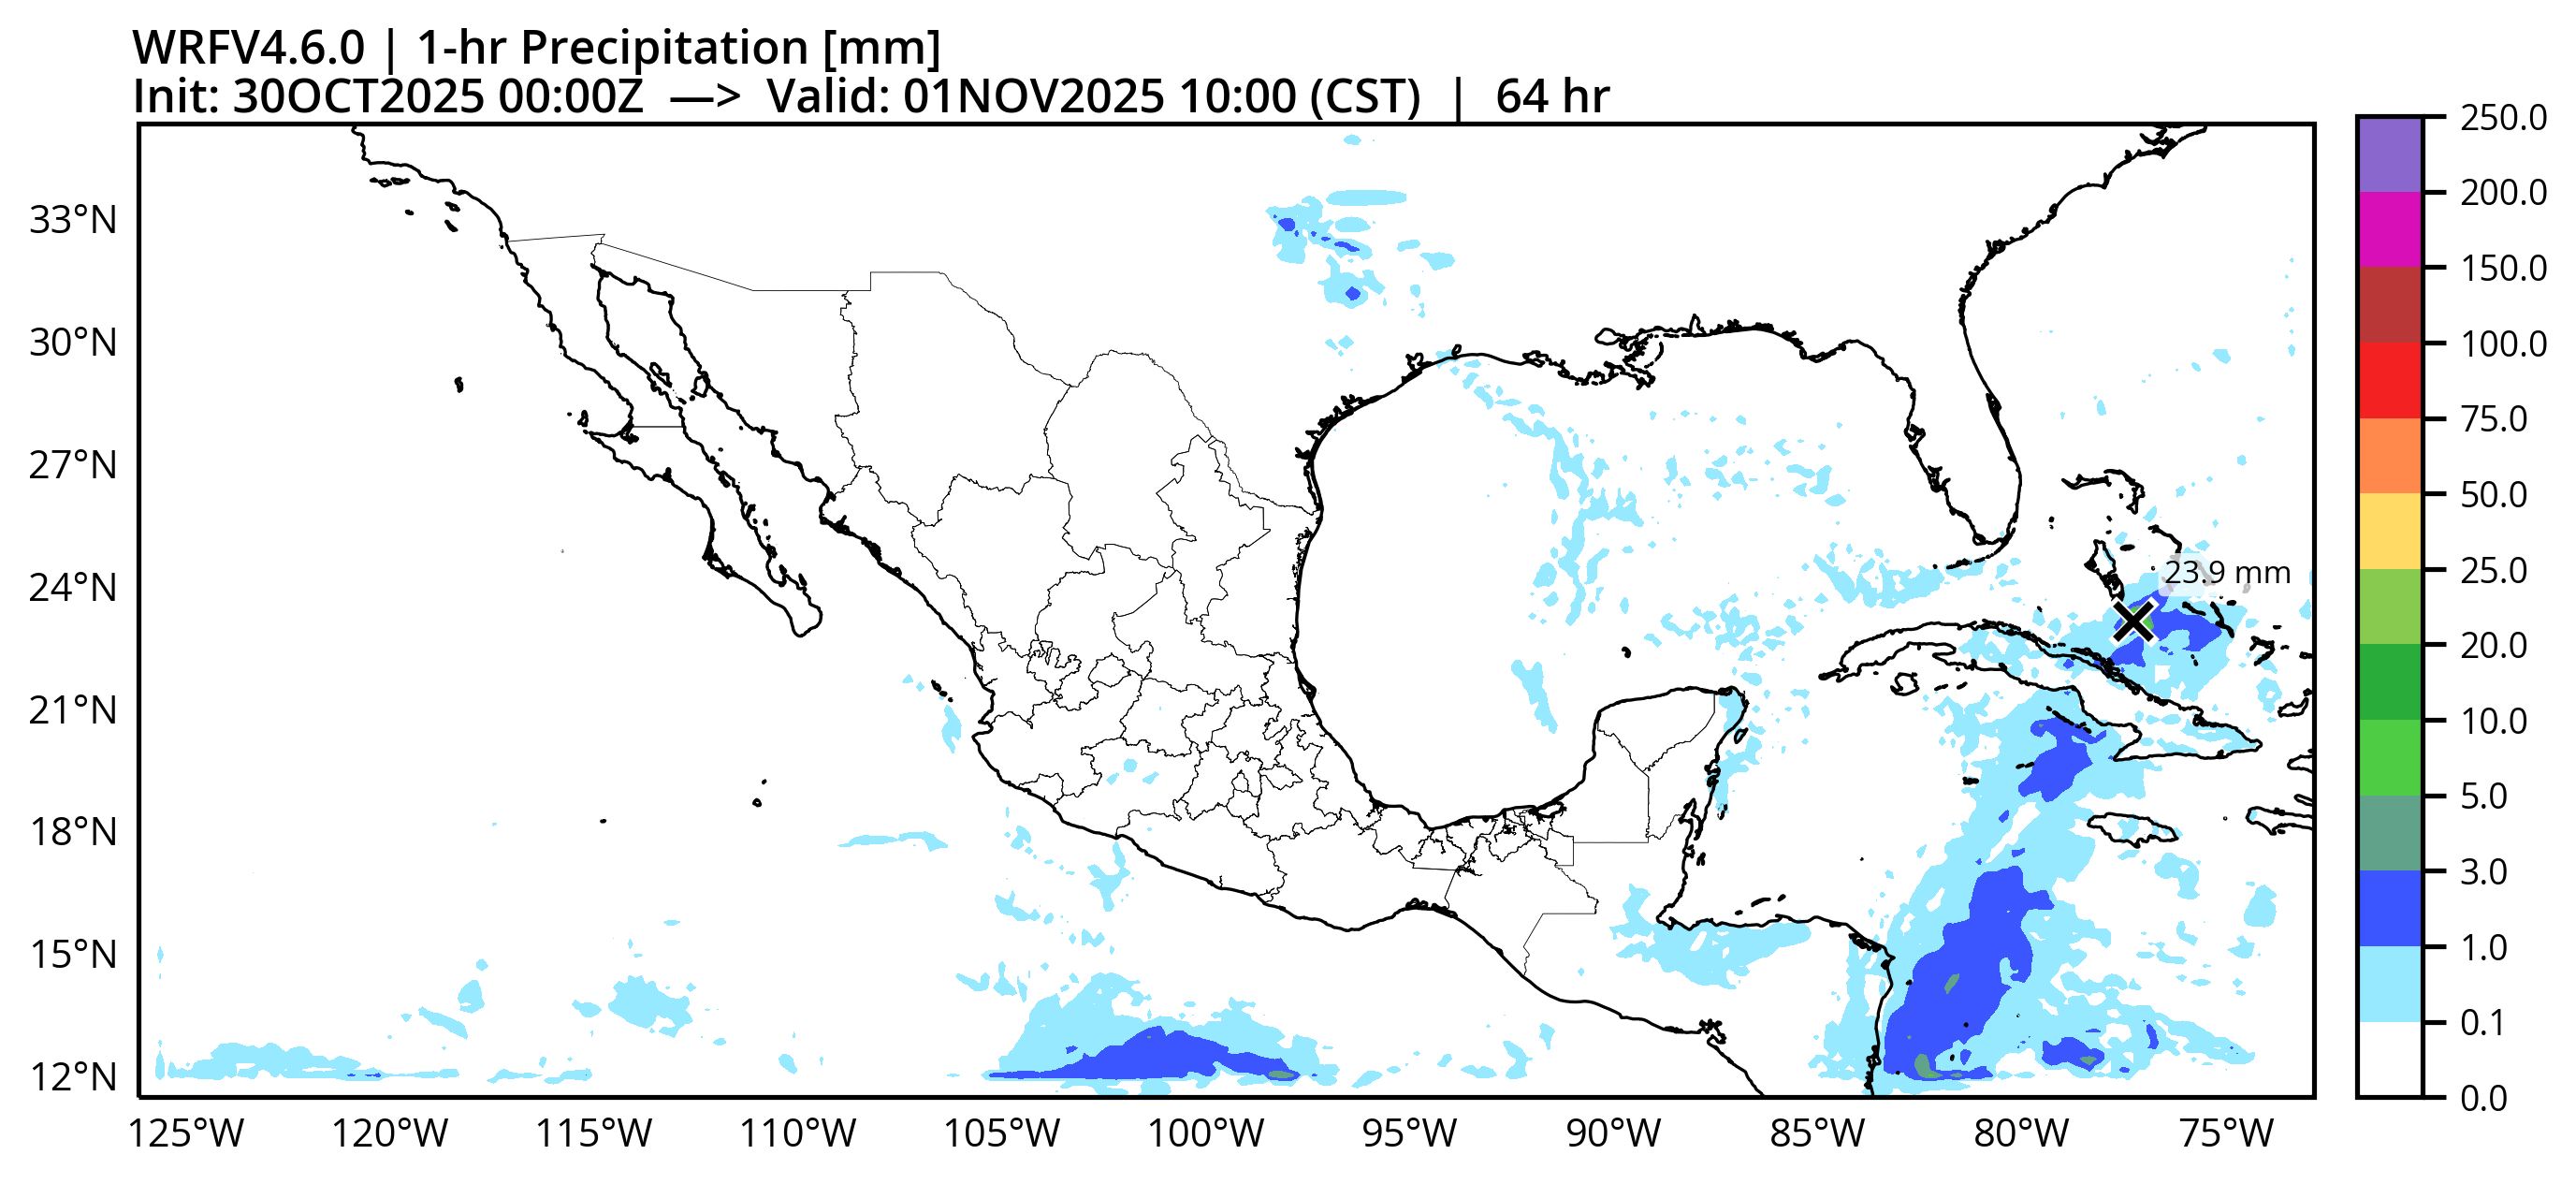 WRFV4.6.0 | 1-hr Precipitation [mm]
Init: 30OCT2025 00:00Z —> Valid: 01NOV2025 10:00 (CST) | 64 hr
33°N
30°N
27°N
24°N
21°N
18°N
15°N
12°N
125°W 120°W 115°W 110°W 105°W 100°W 95°W 90°W 85°W 80°W 75°W
23.9 mm
250.0
200.0
150.0
100.0
75.0
50.0
25.0
20.0
10.0
5.0
3.0
1.0
0.1
0.0